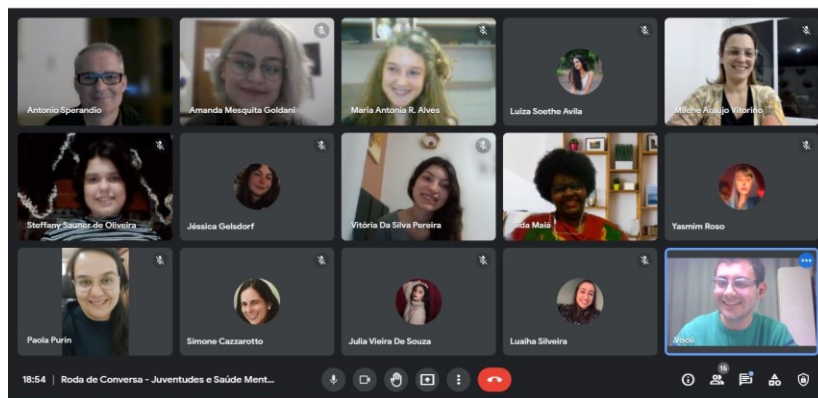 Antonio Sperandio
Amanda Mesquita Goldani
Maria Antonia R. Alves
Luiza Soethe Avila
Milene Araujo Vitorino
Steffany Sauner de Oliveira
Jéssica Gelsdorf
Vitória Da Silva Pereira
Maiá
Yasmim Roso
Paola Purin
Simone Cazzarotto
Julia Vieira De Souza
Luaiha Silveira
Você
18:54 | Roda de Conversa - Juventudes e Saúde Ment...
15